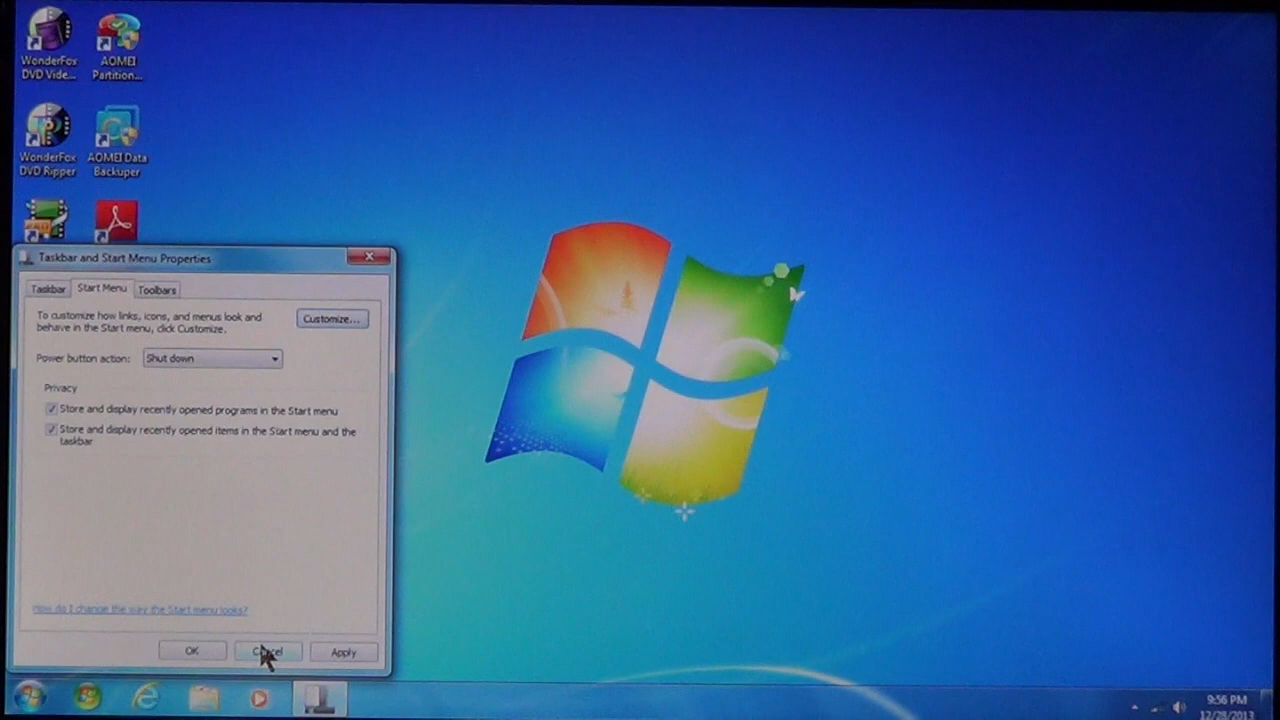 WonderFox
DVD Vide...
AOMEI
Partition...
WonderFox
DVD Ripper
AOMEI Data
Backuper
Taskbar and Start Menu Properties
Taskbar
Start Menu
Toolbars
To customize how links, icons, and menus look and
behave in the Start menu, click Customize.
Customize...
Power button action:
Shut down
Privacy
Store and display recently opened programs in the Start menu
Store and display recently opened items in the Start menu and the
taskbar
How do I change the way the Start menu looks?
OK
Cancel
Apply
9:56 PM
12/28/2013